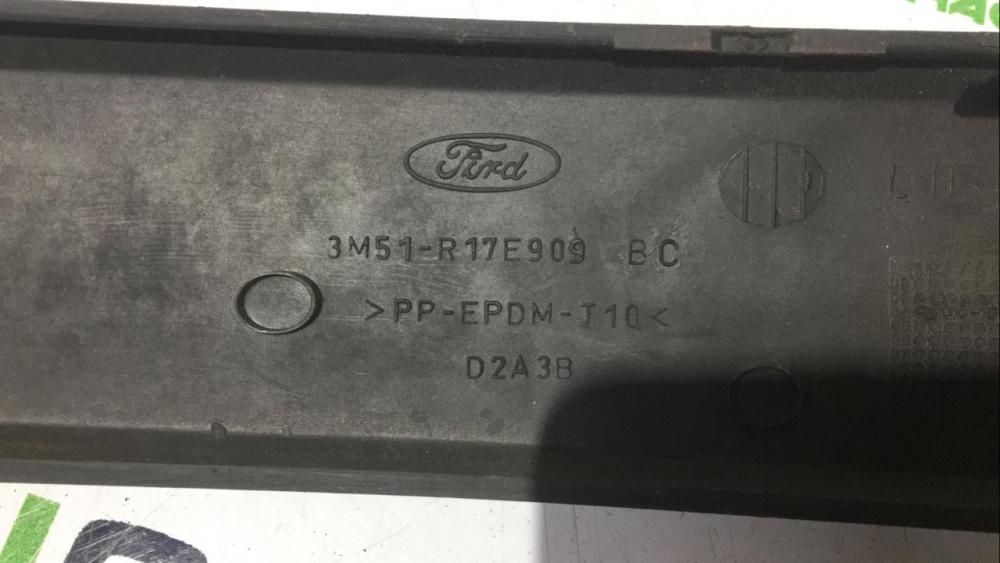 Ford
3M51-R17E909 BC
>PP-EPDM-T10<
D2A3B